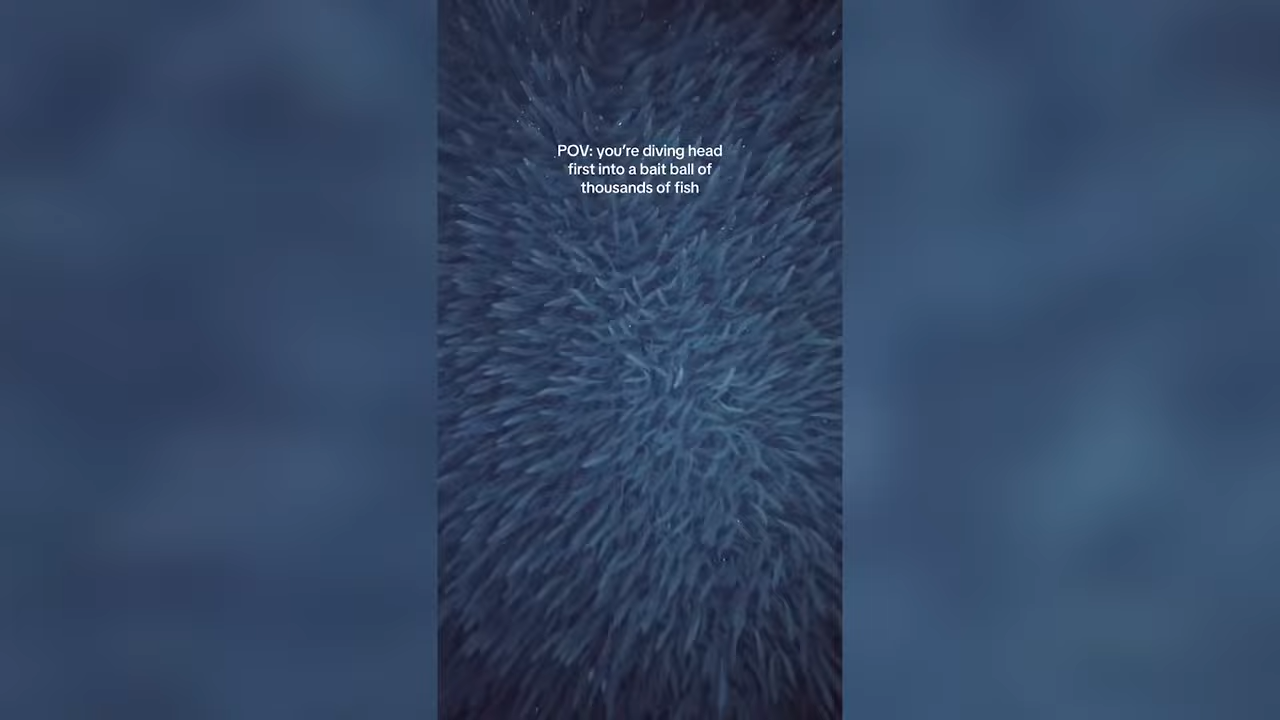 POV: you're diving head
first into a bait ball of
thousands of fish